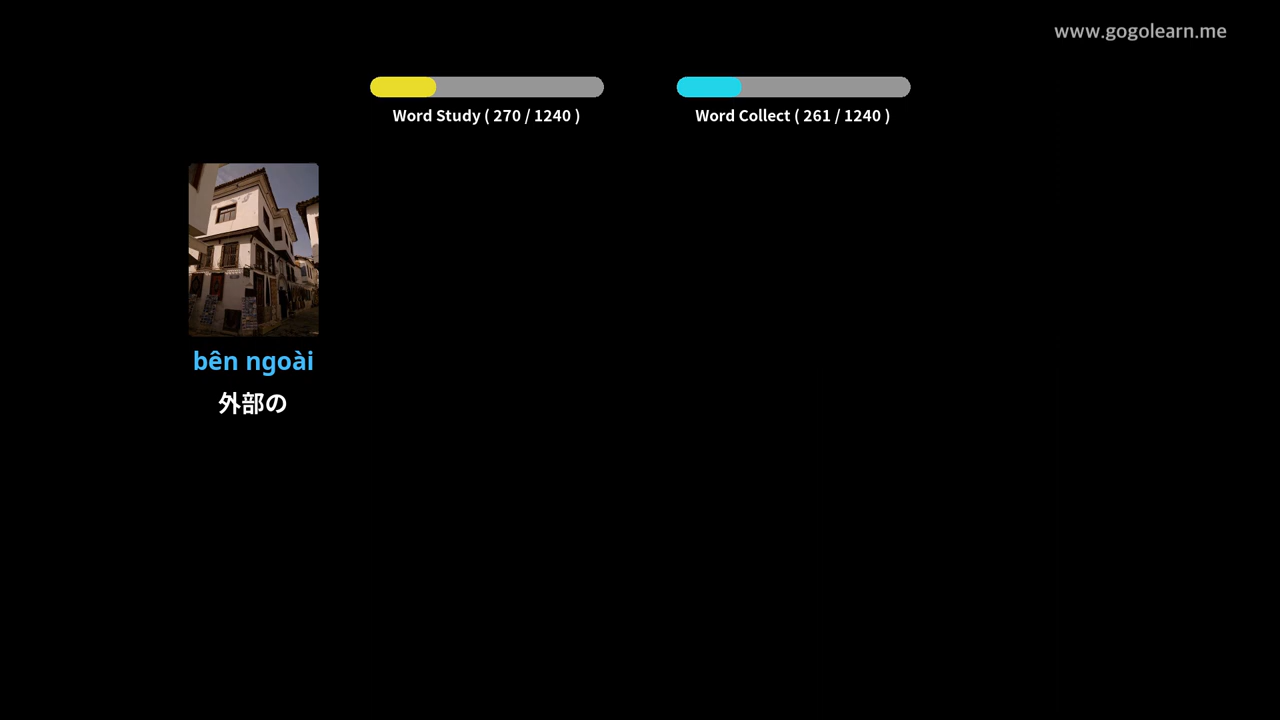 www.gogolearn.me
Word Study ( 270 / 1240 )
Word Collect ( 261 / 1240 )
bên ngoài
外部の